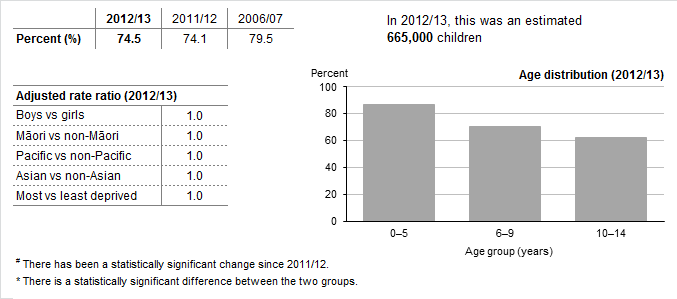 2012/13 2011/12 2006/07
Percent (%) 74.5 74.1 79.5
In 2012/13, this was an estimated
665,000 children
Adjusted rate ratio (2012/13)
Boys vs girls 1.0
Māori vs non-Māori 1.0
Pacific vs non-Pacific 1.0
Asian vs non-Asian 1.0
Most vs least deprived 1.0
Percent Age distribution (2012/13)
100
80
60
40
20
0
0–5 6–9 10–14
Age group (years)
# There has been a statistically significant change since 2011/12.
* There is a statistically significant difference between the two groups.